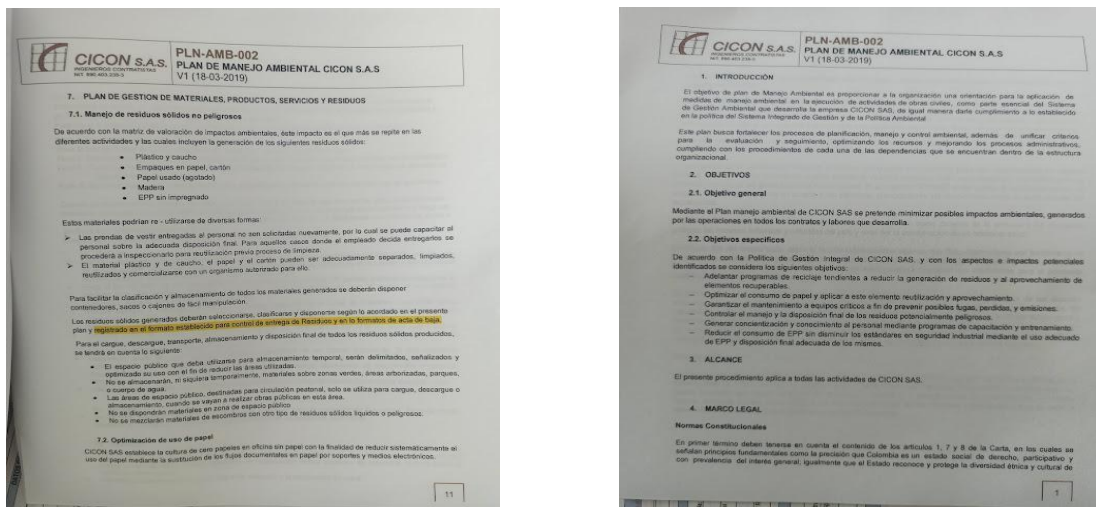 CICON S.A.S.
INGENIEROS CONTRATISTAS
PLN-AMB-002
PLAN DE MANEJO AMBIENTAL CICON S.A.S
V1 (18-03-2019)
7. PLAN DE GESTION DE MATERIALES, PRODUCTOS, SERVICIOS Y RESIDUOS
7.1. Manejo de residuos sólidos no peligrosos
De acuerdo con la matriz de valoración de impactos ambientales, éste impacto es el que más se repite en las
diferentes actividades y las cuales incluyen la generación de los siguientes residuos sólidos:
• Plástico y caucho
• Empaques en papel, cartón
• Papel usado (agotado)
• Madera
• EPP sin impregnado
Estos materiales podrían re - utilizarse de diversas formas:
➢ Las prendas de vestir entregadas al personal no son solicitadas nuevamente, por lo cual se puede capacitar al
personal sobre la adecuada disposición final. Para aquellos casos donde el empleado decida entregarlos se
procederá a inspeccionarlo para reutilización previo proceso de limpieza.
➢ El material plástico y de caucho, el papel y el cartón pueden ser adecuadamente separados, limpiados,
reutilizados y comercializarse con un organismo autorizado para ello.
Para facilitar la clasificación y almacenamiento de todos los materiales generados se deberán disponer
contenedores, sacos o cajones de fácil manipulación.
Los residuos sólidos generados deberán seleccionarse, clasificarse y disponerse según lo acordado en el presente
plan y registrado en el formato establecido para control de entrega de Residuos y en lo formatos de acta de baja.
Para el cargue, descargue, transporte, almacenamiento y disposición final de todos los residuos sólidos producidos,
se tendrá en cuenta lo siguiente:
• El espacio público que deba utilizarse para almacenamiento temporal, serán delimitados, señalizados y
optimizado su uso con el fin de reducir las áreas utilizadas.
• No se almacenarán, ni siquiera temporalmente, materiales sobre zonas verdes, áreas arborizadas, parques,
o cuerpo de agua.
• Las áreas de espacio público, destinadas para circulación peatonal, solo se utiliza para cargue, descargue o
almacenamiento, cuando se vayan a realizar obras públicas en esta área.
• No se dispondrán materiales en zona de espacio público
• No se mezclarán materiales de escombros con otro tipo de residuos sólidos líquidos o peligrosos.
7.2. Optimización de uso de papel
CICON SAS establece la cultura de cero papeles en oficina sin papel con la finalidad de reducir sistemáticamente el
uso del papel mediante la sustitución de los flujos documentales en papel por soportes y medios electrónicos.
11
CICON S.A.S.
INGENIEROS CONTRATISTAS
PLN-AMB-002
PLAN DE MANEJO AMBIENTAL CICON S.A.S
V1 (18-03-2019)
1. INTRODUCCIÓN
El objetivo de plan de Manejo Ambiental es proporcionar a la organización una orientación para la aplicación de
medidas de manejo ambiental en la ejecución de actividades de obras civiles, como parte esencial del Sistema
de Gestión Ambiental que desarrolla la empresa CICON SAS, de igual manera darle cumplimiento a lo establecido
en la política del Sistema Integrado de Gestión y de la Política Ambiental
Este plan busca fortalecer los procesos de planificación, manejo y control ambiental, además de unificar criterios
para la evaluación y seguimiento, optimizando los recursos y mejorando los procesos administrativos,
cumpliendo con los procedimientos de cada una de las dependencias que se encuentran dentro de la estructura
organizacional.
2. OBJETIVOS
2.1. Objetivo general
Mediante el Plan manejo ambiental de CICON SAS se pretende minimizar posibles impactos ambientales, generados
por las operaciones en todos los contratos y labores que desarrolla.
2.2. Objetivos específicos
De acuerdo con la Política de Gestión Integral de CICON SAS, y con los aspectos e impactos potenciales
identificados se considera los siguientes objetivos:
– Adelantar programas de reciclaje tendientes a reducir la generación de residuos y al aprovechamiento de
elementos recuperables.
– Optimizar el consumo de papel y aplicar a este elemento reutilización y aprovechamiento.
– Garantizar el mantenimiento a equipos críticos a fin de prevenir posibles fugas, perdidas, y emisiones.
– Controlar el manejo y la disposición final de los residuos potencialmente peligrosos.
– Generar concientización y conocimiento al personal mediante programas de capacitación y entrenamiento.
– Reducir el consumo de EPP sin disminuir los estándares en seguridad industrial mediante el uso adecuado
de EPP y disposición final adecuada de los mismos.
3. ALCANCE
El presente procedimiento aplica a todas las actividades de CICON SAS.
4. MARCO LEGAL
Normas Constitucionales
En primer término deben tenerse en cuenta el contenido de los artículos 1, 7 y 8 de la Carta, en los cuales se
señalan principios fundamentales como la precisión que Colombia es un estado social de derecho, participativo y
con prevalencia del interés general; igualmente que el Estado reconoce y protege la diversidad étnica y cultural de
1